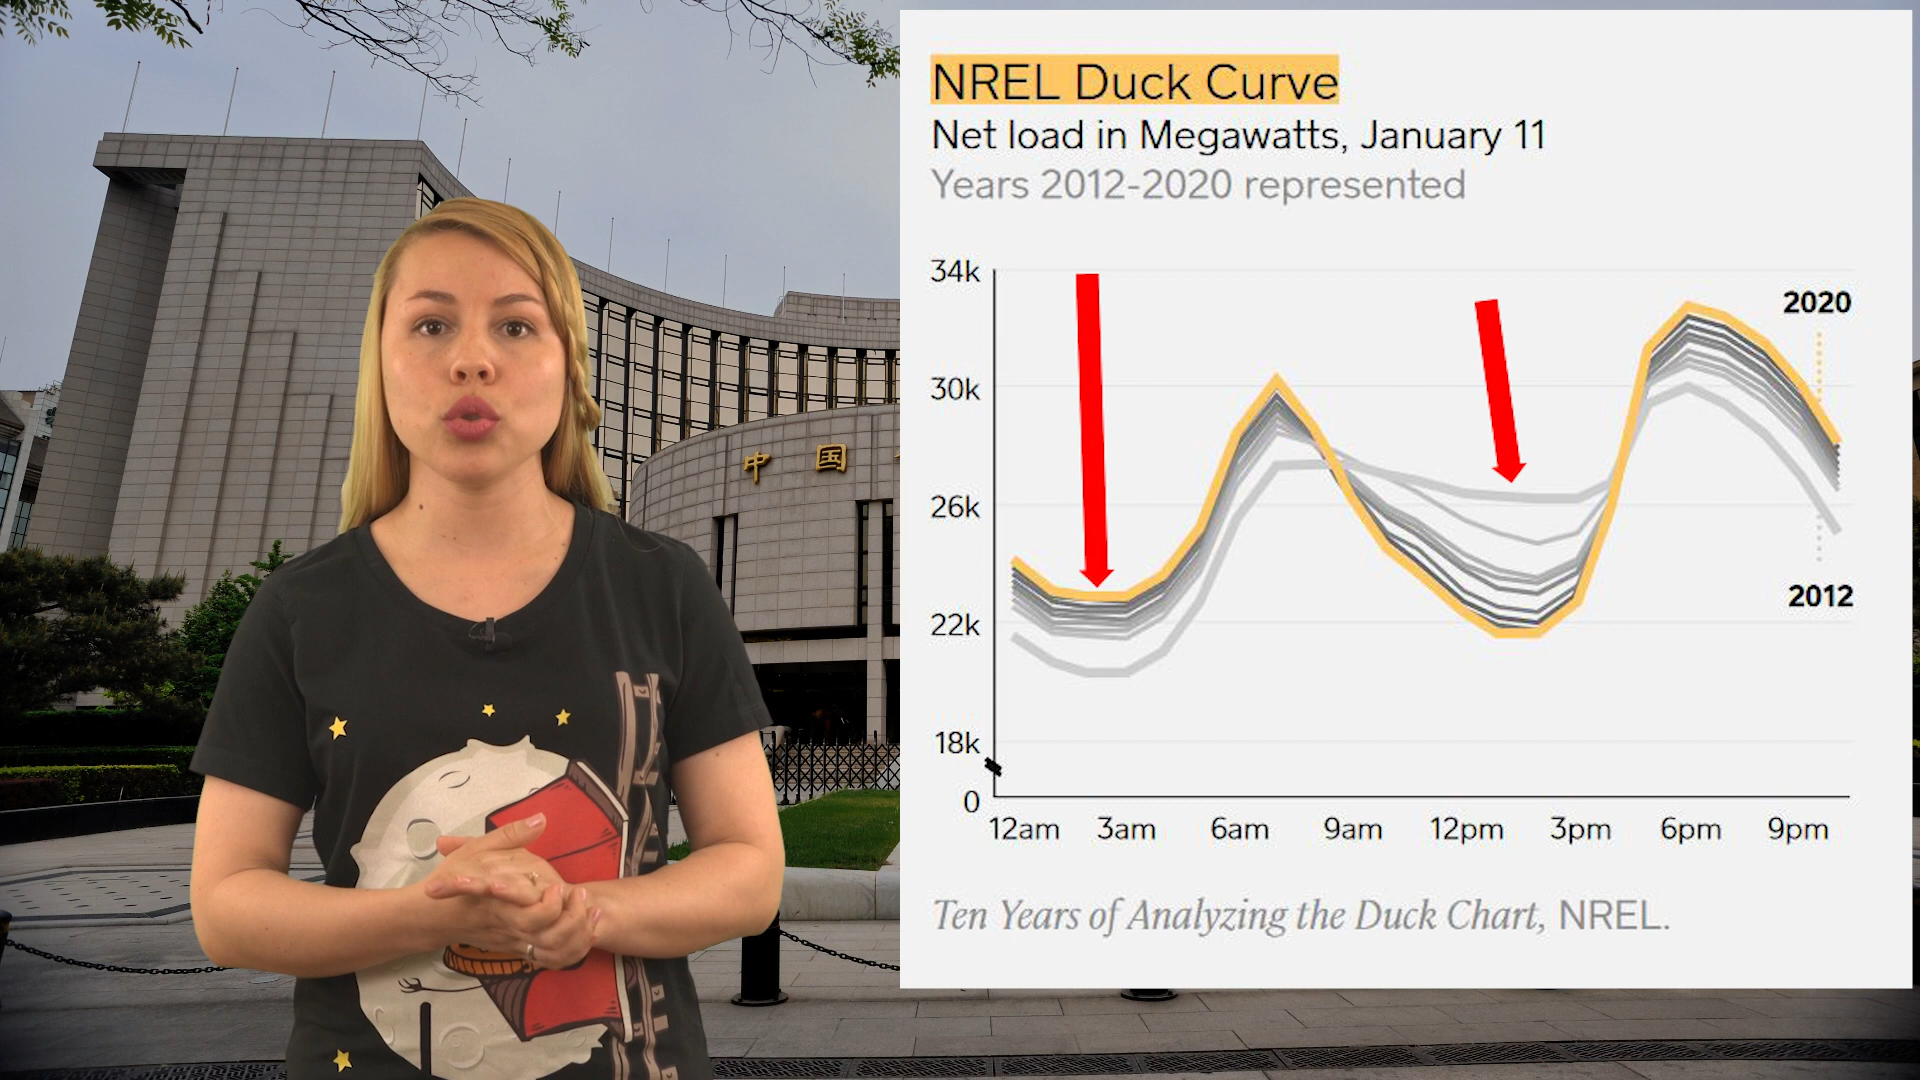 NREL Duck Curve
Net load in Megawatts, January 11
Years 2012-2020 represented
34k
30k
26k
22k
18k
0
2020
2012
12am 3am 6am 9am 12pm 3pm 6pm 9pm
Ten Years of Analyzing the Duck Chart, NREL.
中国